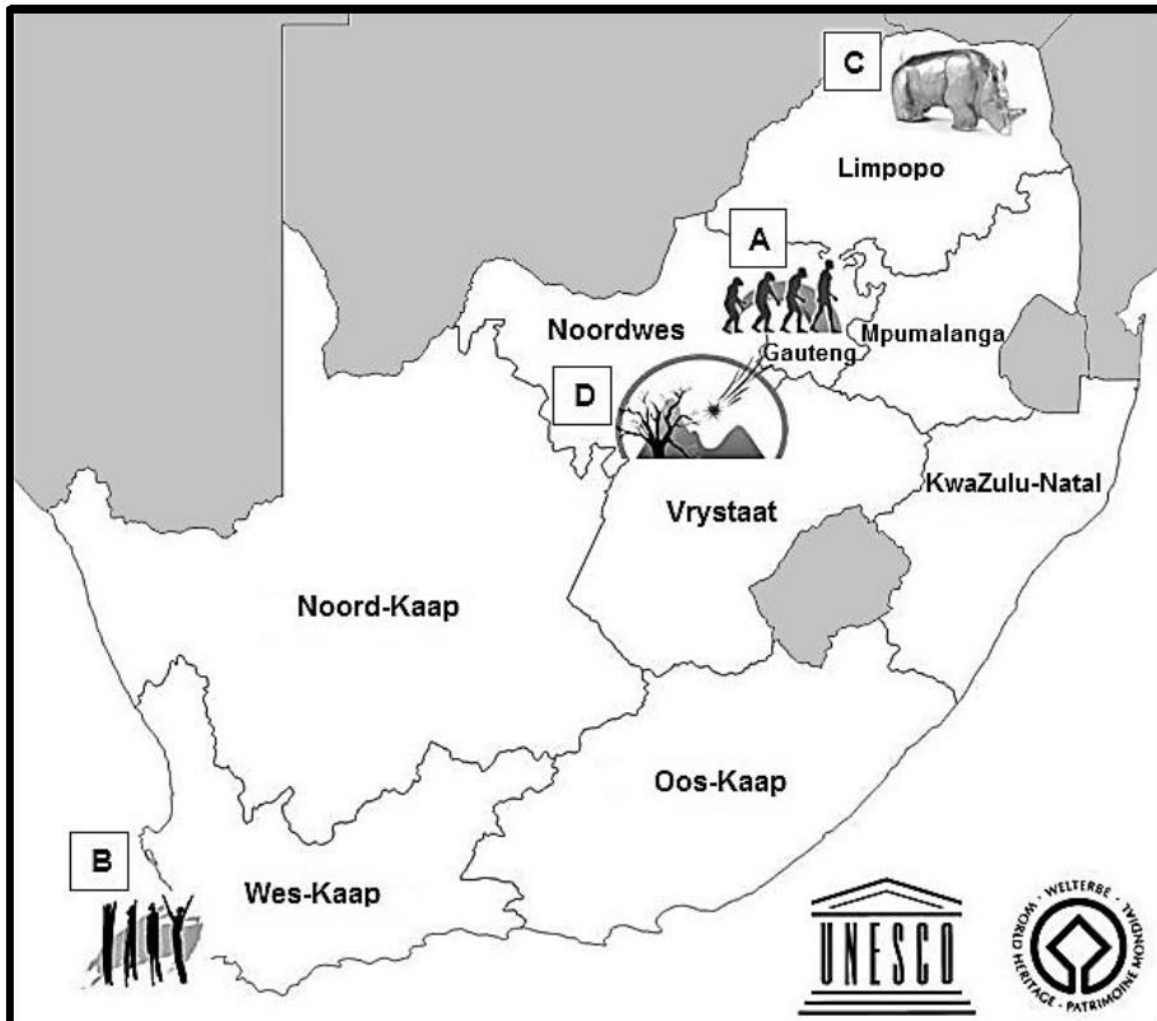 C
Limpopo
A
Noordwes
Gauteng
Mpumalanga
D
Vrystaat
KwaZulu-Natal
Noord-Kaap
Oos-Kaap
B
Wes-Kaap
UNESCO
WORLD HERITAGE · WELTERBE · PATRIMOINE MONDIAL ·